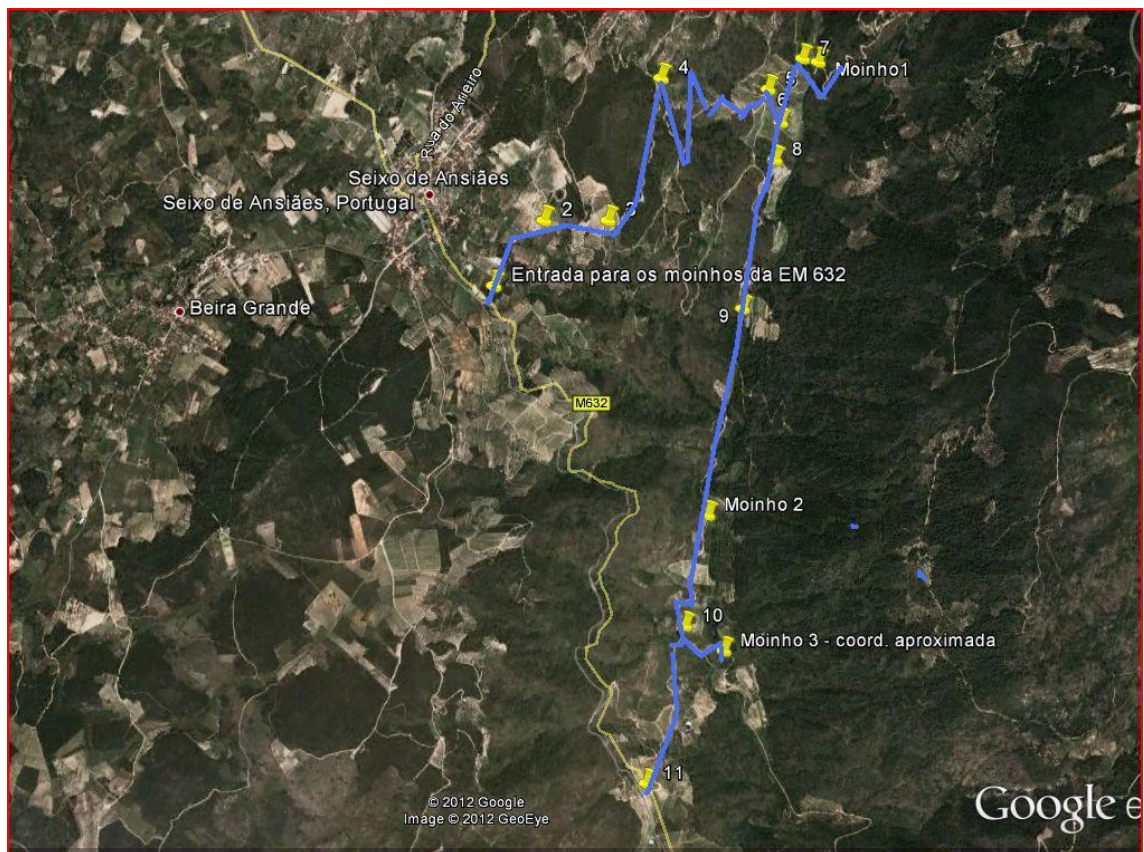 7
4
5
Moinho1
6
Rua do Arieiro
8
Seixo de Ansiães
Seixo de Ansiães, Portugal
2
3
Entrada para os moinhos da EM 632
Beira Grande
9
M632
Moinho 2
10
Moinho 3 - coord. aproximada
11
© 2012 Google
Image © 2012 GeoEye
Google e